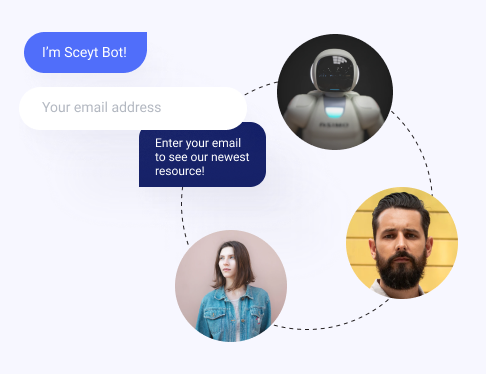 I'm Sceyt Bot!
Your email address
Enter your email
to see our newest
resource!